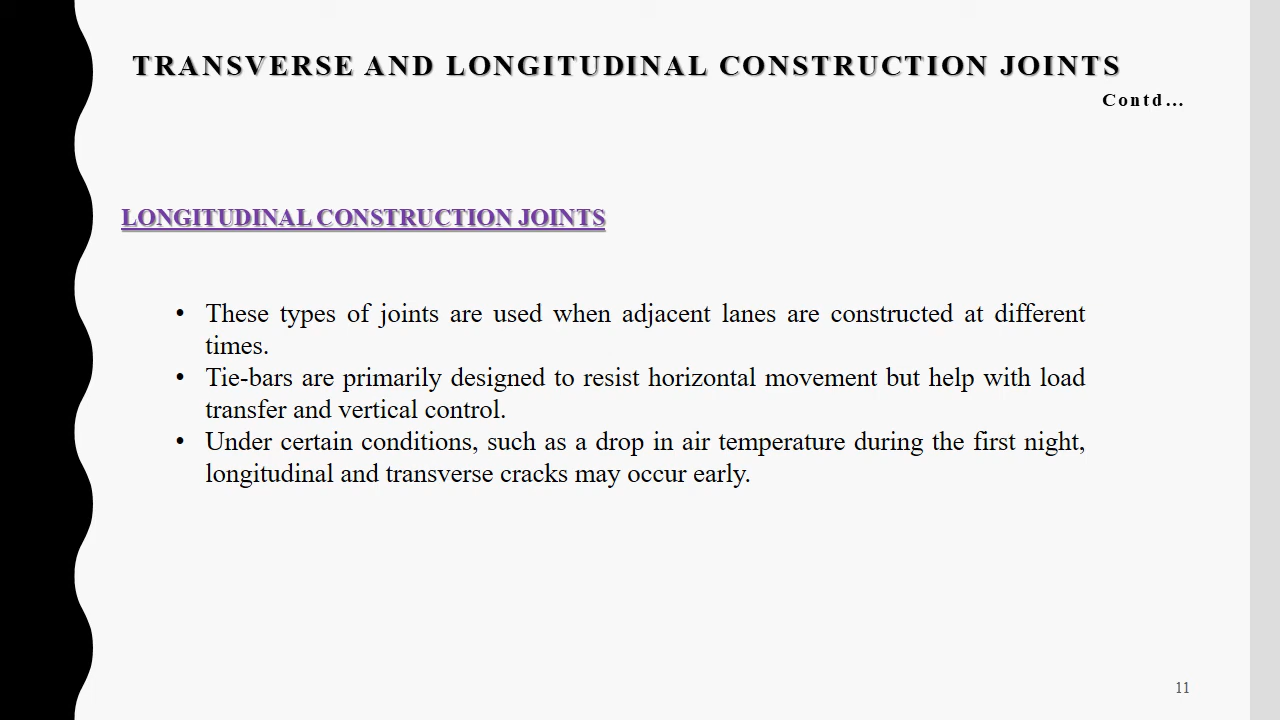 TRANSVERSE AND LONGITUDINAL CONSTRUCTION JOINTS
Contd...
LONGITUDINAL CONSTRUCTION JOINTS
• These types of joints are used when adjacent lanes are constructed at different
times.
• Tie-bars are primarily designed to resist horizontal movement but help with load
transfer and vertical control.
• Under certain conditions, such as a drop in air temperature during the first night,
longitudinal and transverse cracks may occur early.
11